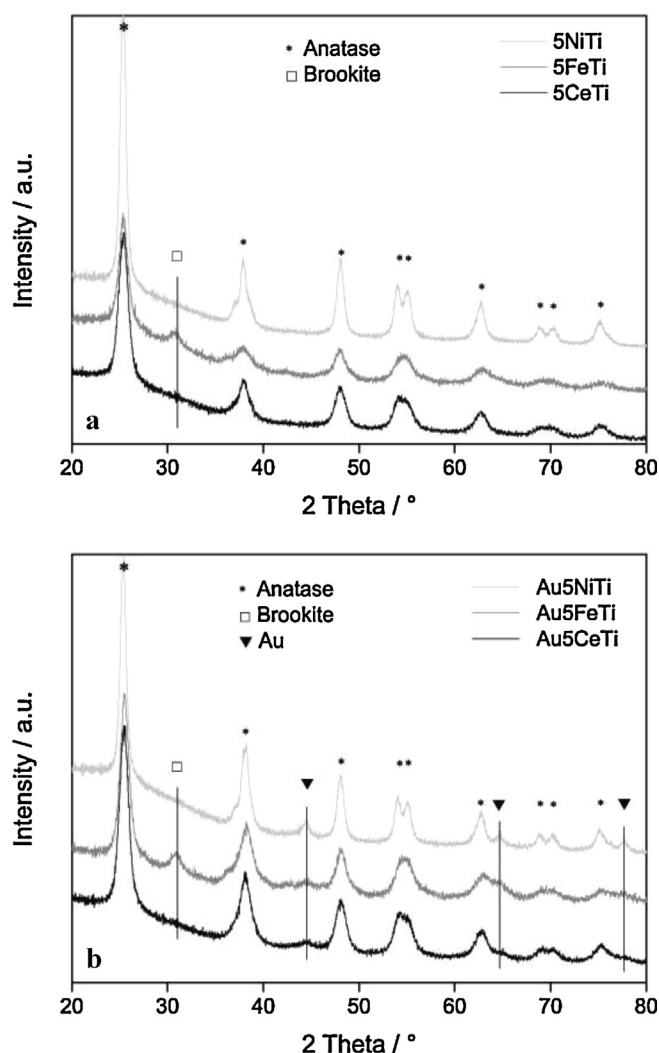 * Anatase
□ Brookite
5NiTi
5FeTi
5CeTi
*
□
* * * * * * * *
Intensity / a.u.
a
20 30 40 50 60 70 80
2 Theta / °
* Anatase
□ Brookite
▼ Au
Au5NiTi
Au5FeTi
Au5CeTi
*
□
* ▼ * * * * ▼ * * * ▼
Intensity / a.u.
b
20 30 40 50 60 70 80
2 Theta / °